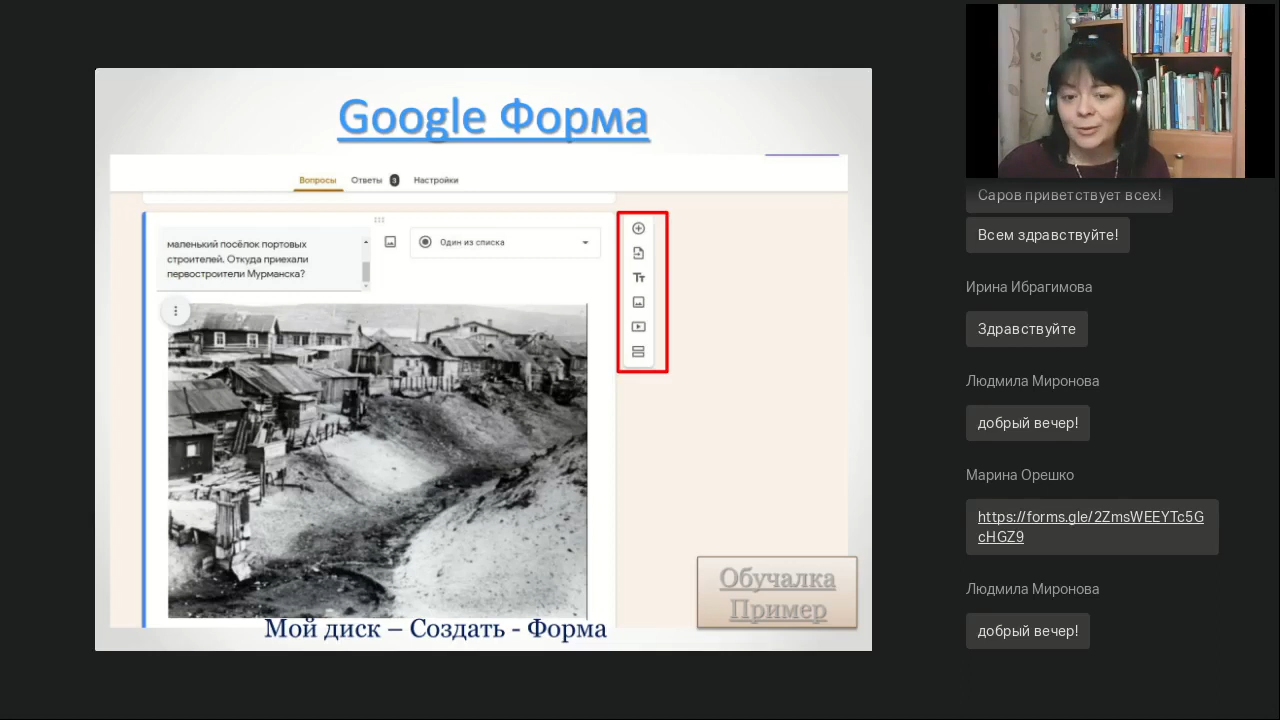 Google Форма
Вопросы Ответы 3 Настройки
маленький посёлок портовых
строителей. Откуда приехали
первостроители Мурманска?
Один из списка
Tт
Обучалка
Пример
Мой диск – Создать - Форма
Саров приветствует всех!
Всем здравствуйте!
Ирина Ибрагимова
Здравствуйте
Людмила Миронова
добрый вечер!
Марина Орешко
https://forms.gle/2ZmsWEEYTc5G
cHGZ9
Людмила Миронова
добрый вечер!